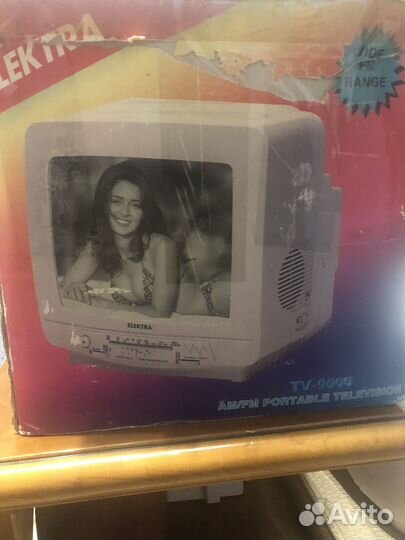 ELEKTRA
WIDE
FM
RANGE
ELEKTRA
TV-9000
AM/FM PORTABLE TELEVISION
Avito